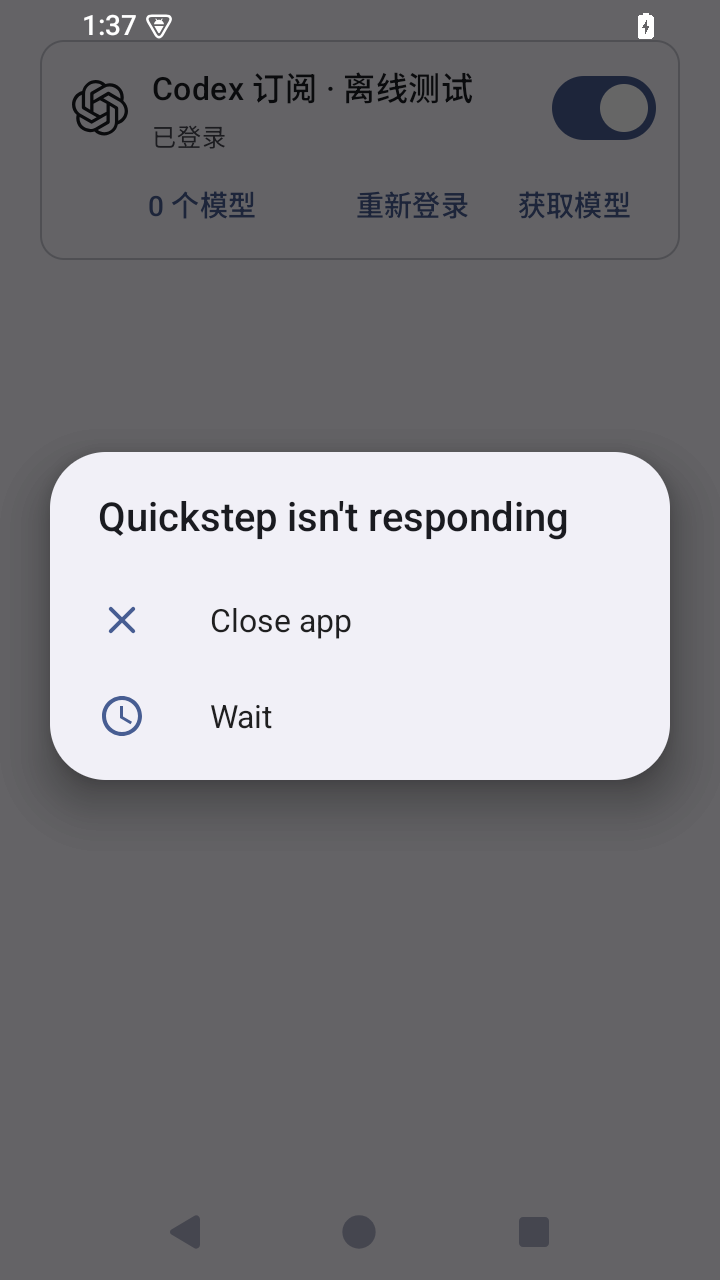 1:37
Codex 订阅 · 离线测试
已登录
0 个模型 重新登录 获取模型
Quickstep isn't responding
Close app
Wait